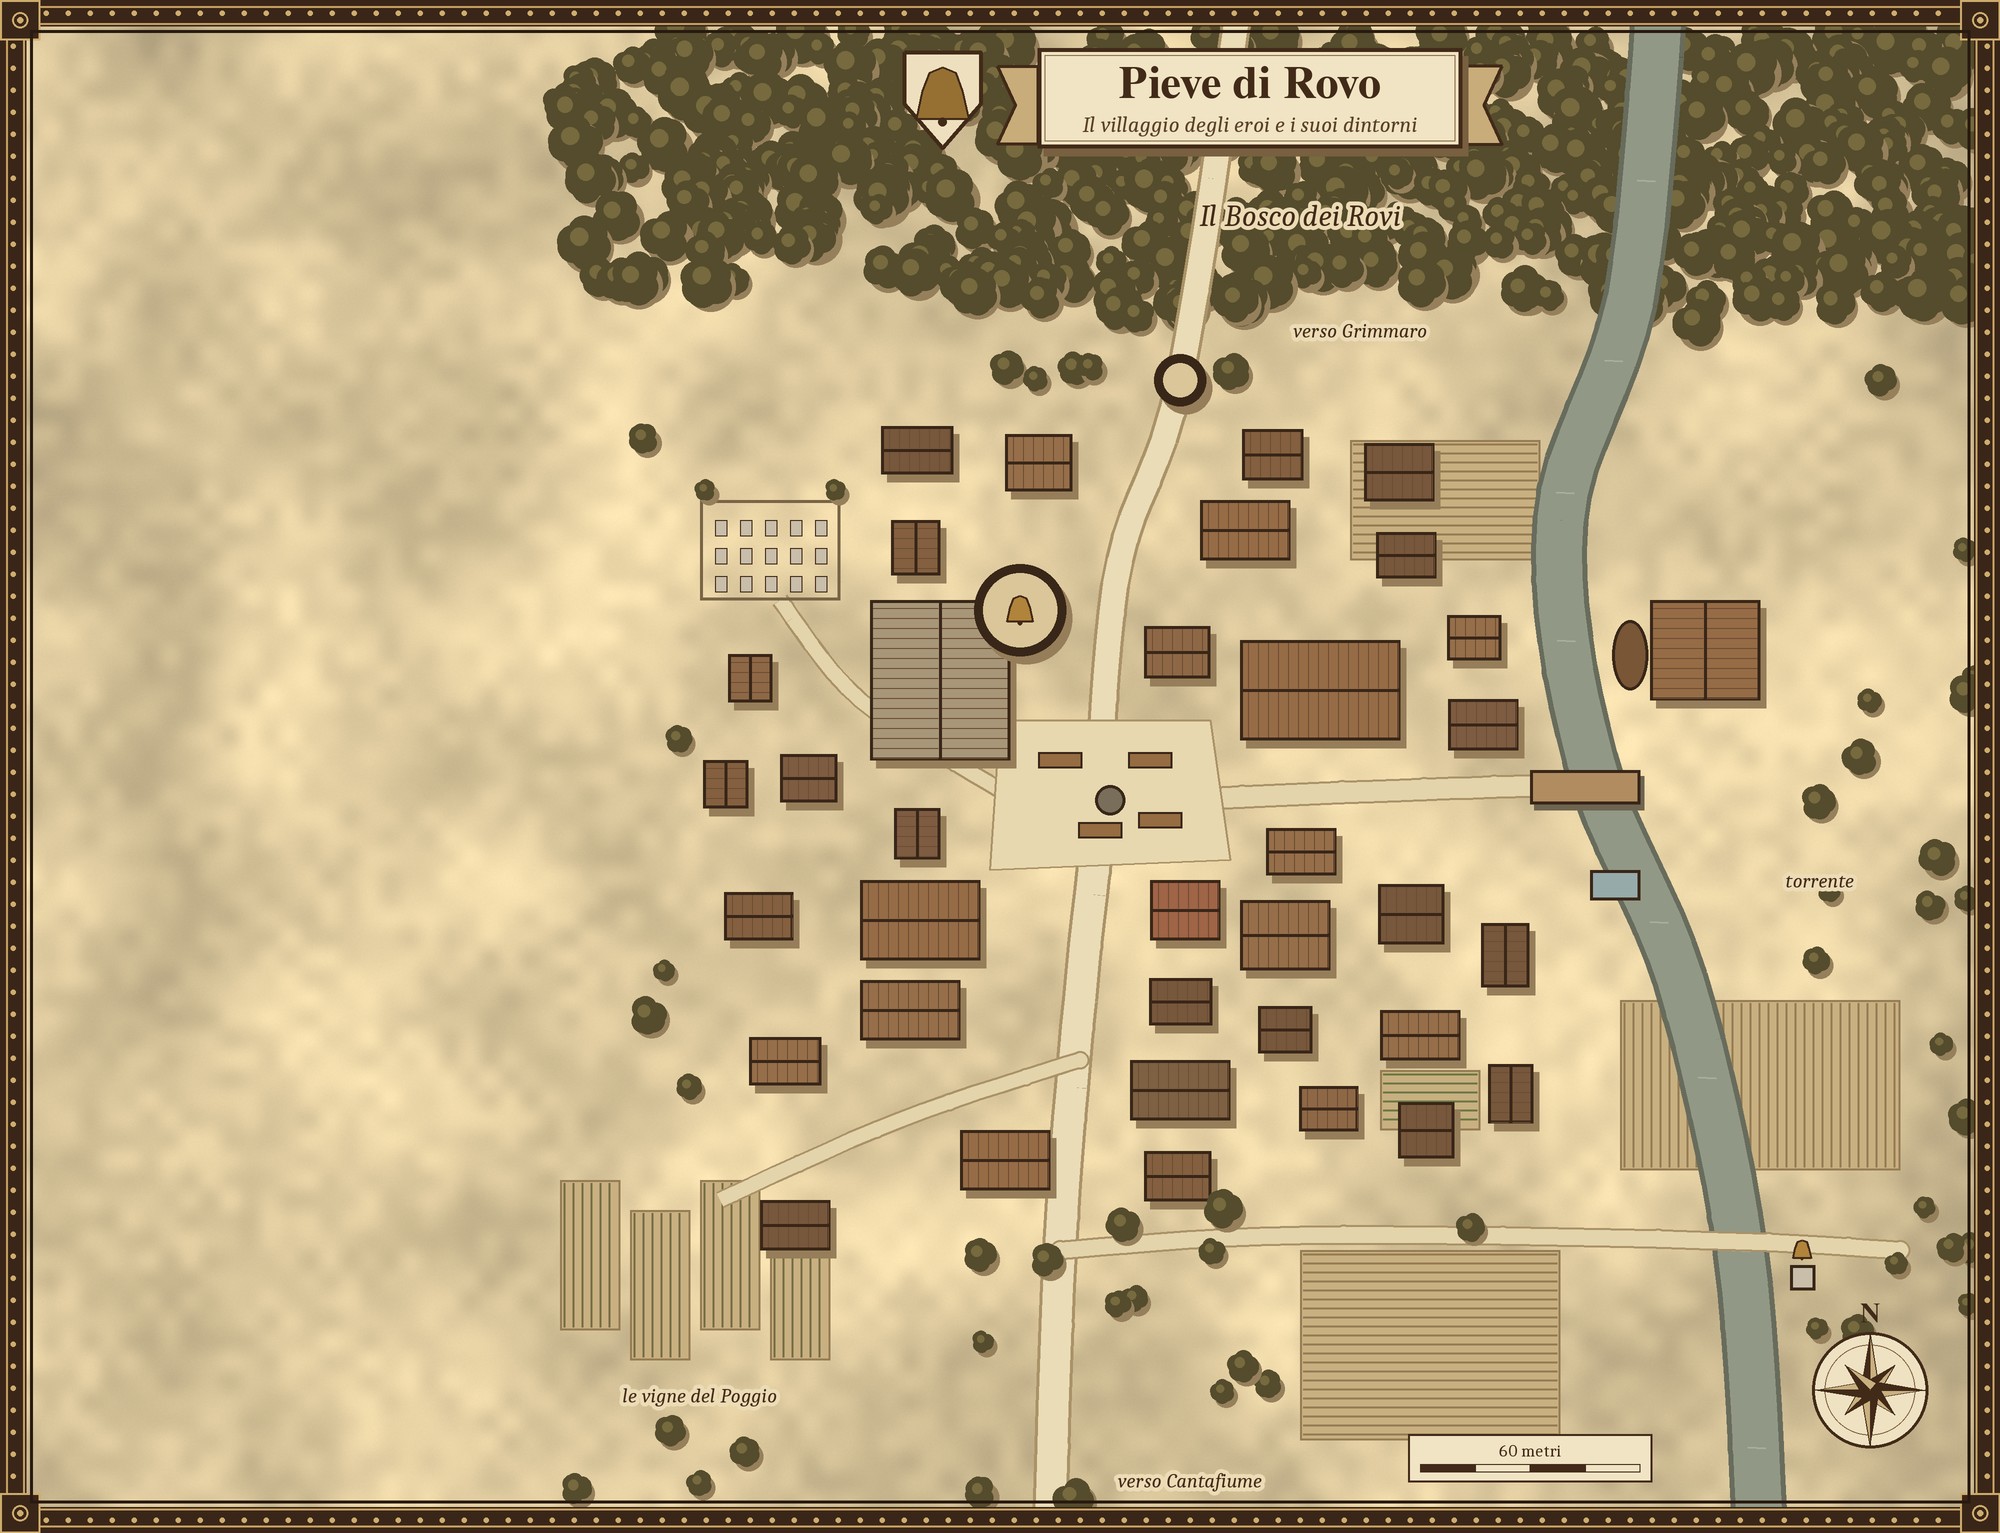 Pieve di Rovo
Il villaggio degli eroi e i suoi dintorni
Il Bosco dei Rovi
verso Grimmaro
torrente
N
le vigne del Poggio
60 metri
verso Cantafiume